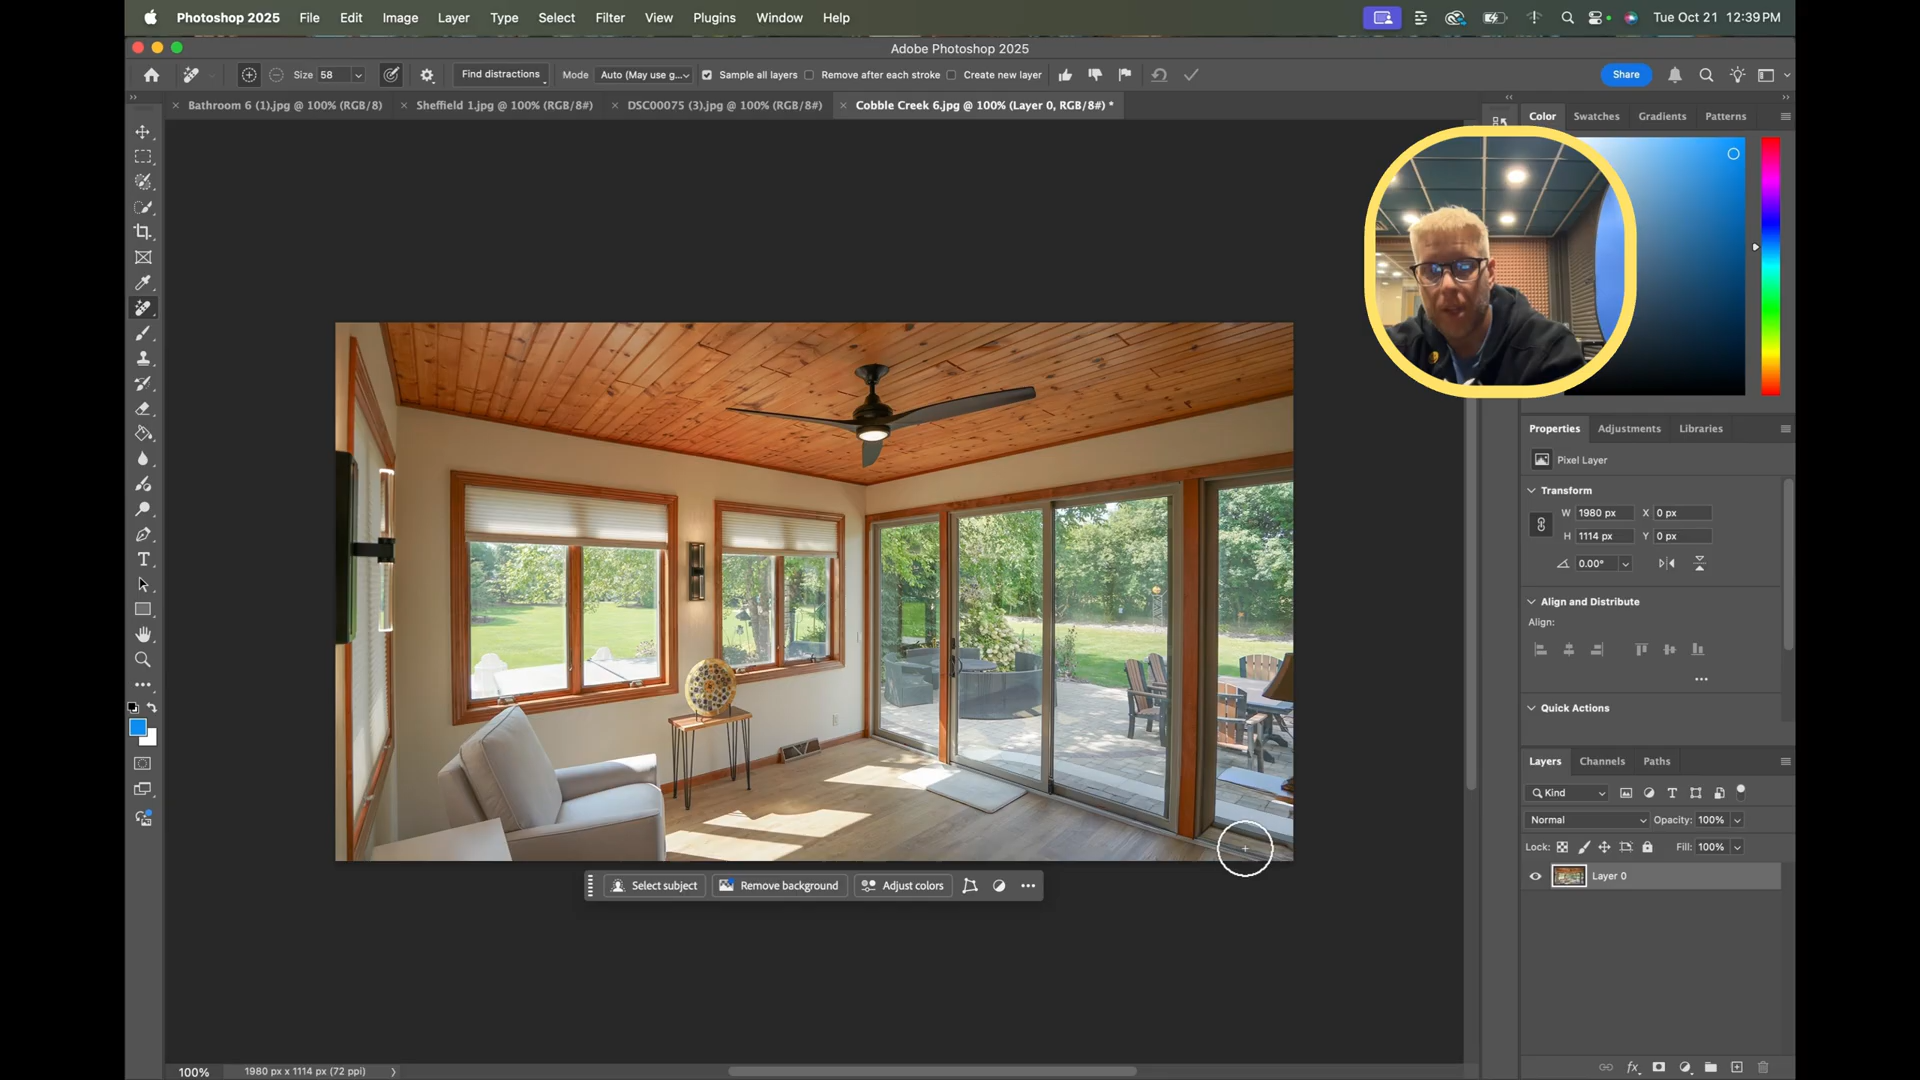 Photoshop 2025 File Edit Image Layer Type Select Filter View Plugins Window Help Tue Oct 21 12:39 PM
Adobe Photoshop 2025
Size 58 Find distractions Mode Auto (May use g... Sample all layers Remove after each stroke Create new layer Share
Bathroom 6 (1).jpg @ 100% (RGB/8) Sheffield 1.jpg @ 100% (RGB/8#) DSC00075 (3).jpg @ 100% (RGB/8#) Cobble Creek 6.jpg @ 100% (Layer 0, RGB/8#) *
Color Swatches Gradients Patterns
Properties Adjustments Libraries
Pixel Layer
Transform
W 1980 px X 0 px
H 1114 px Y 0 px
0.00°
Align and Distribute
Align:
Quick Actions
Layers Channels Paths
Kind
Normal Opacity: 100%
Lock: Fill: 100%
Layer 0
Select subject Remove background Adjust colors
100% 1980 px x 1114 px (72 ppi)